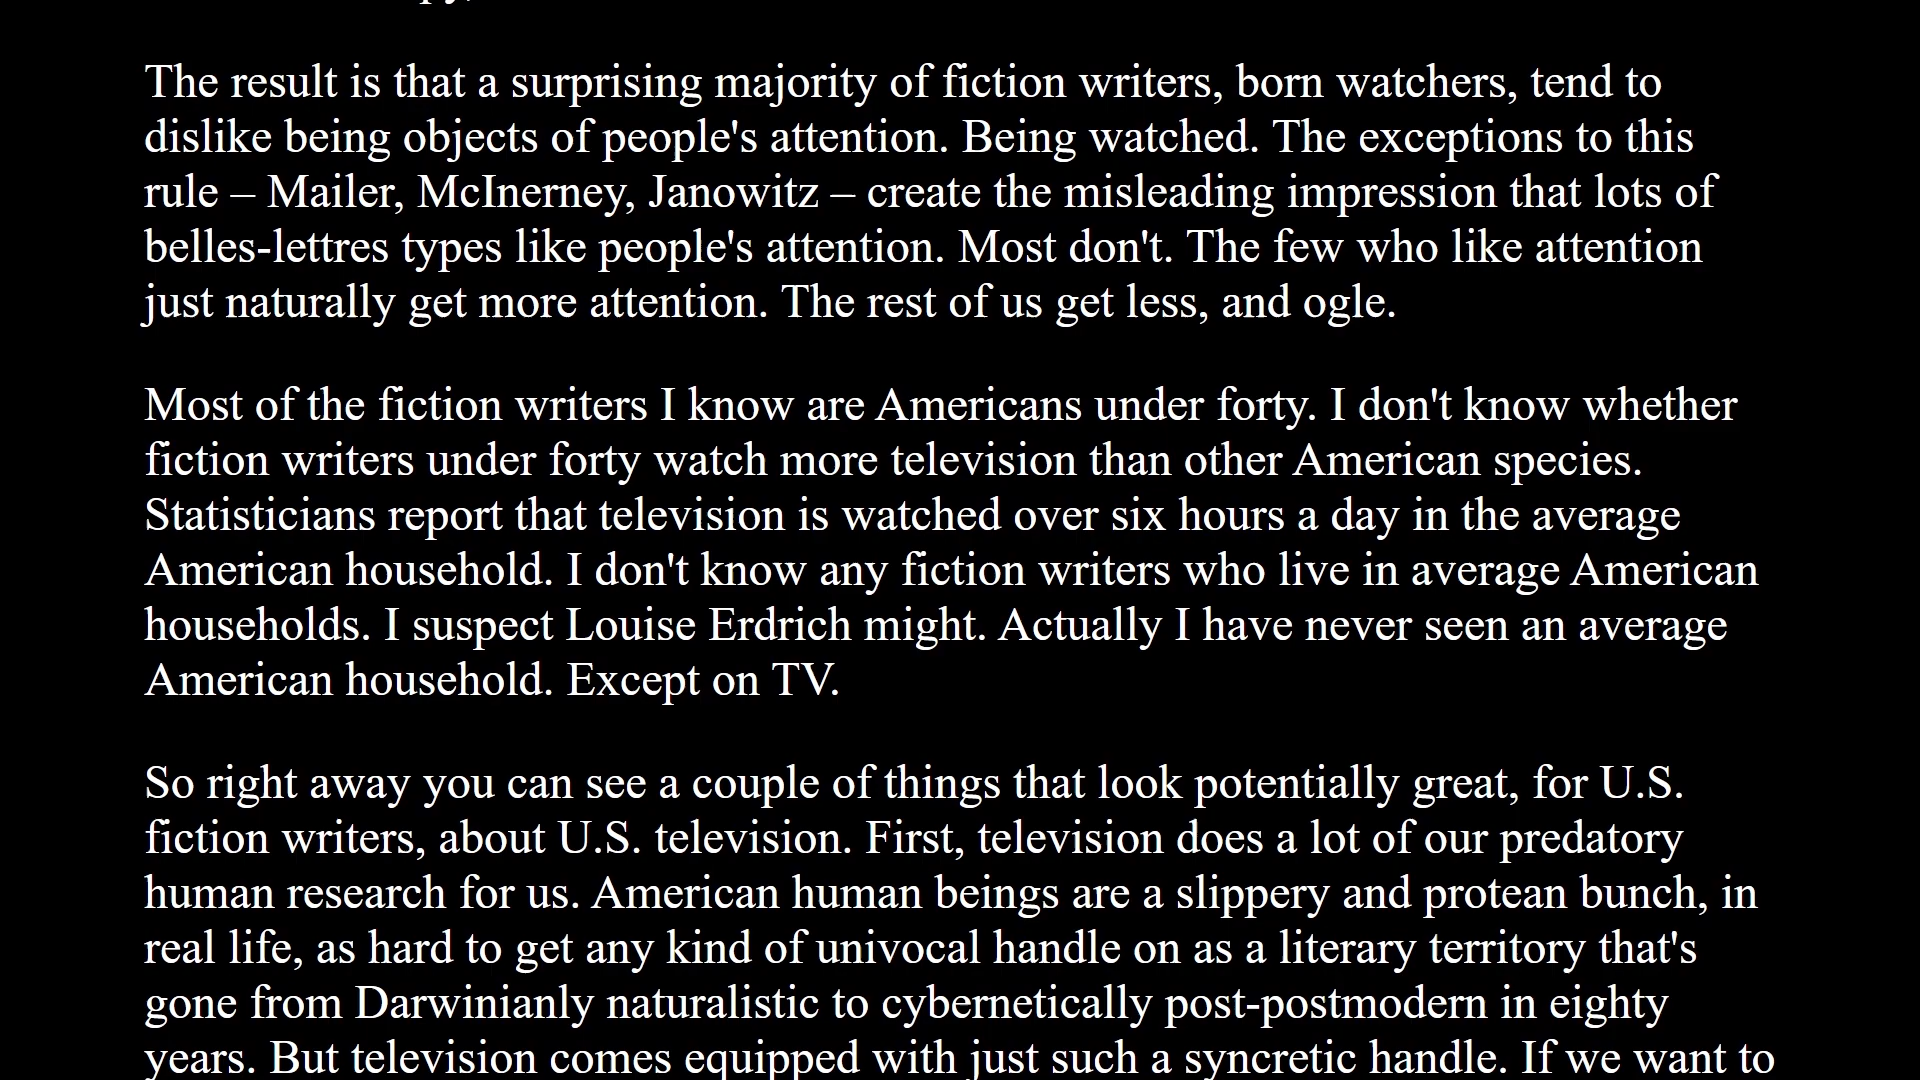 The result is that a surprising majority of fiction writers, born watchers, tend to
dislike being objects of people's attention. Being watched. The exceptions to this
rule – Mailer, McInerney, Janowitz – create the misleading impression that lots of
belles-lettres types like people's attention. Most don't. The few who like attention
just naturally get more attention. The rest of us get less, and ogle.
Most of the fiction writers I know are Americans under forty. I don't know whether
fiction writers under forty watch more television than other American species.
Statisticians report that television is watched over six hours a day in the average
American household. I don't know any fiction writers who live in average American
households. I suspect Louise Erdrich might. Actually I have never seen an average
American household. Except on TV.
So right away you can see a couple of things that look potentially great, for U.S.
fiction writers, about U.S. television. First, television does a lot of our predatory
human research for us. American human beings are a slippery and protean bunch, in
real life, as hard to get any kind of univocal handle on as a literary territory that's
gone from Darwinianly naturalistic to cybernetically post-postmodern in eighty
years. But television comes equipped with just such a syncretic handle. If we want to